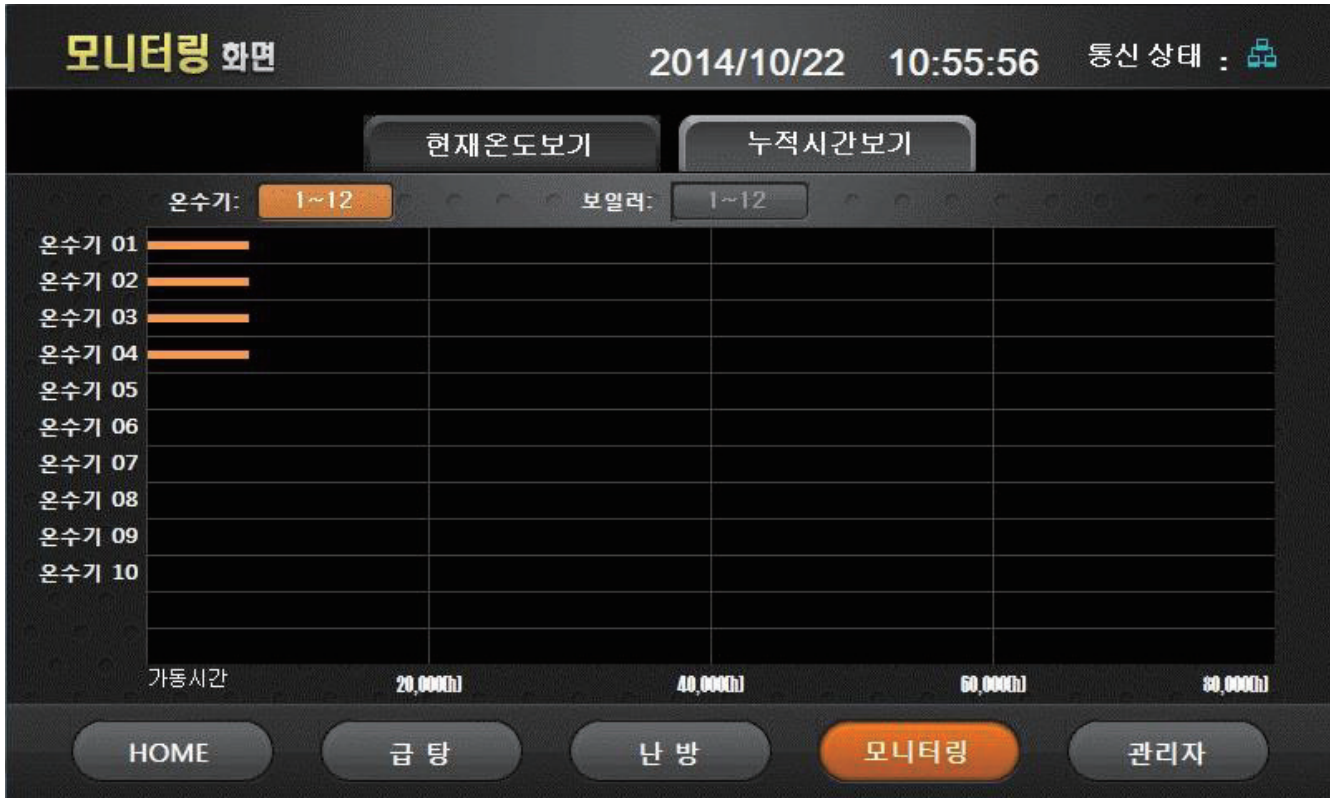 모니터링 화면 2014/10/22 10:55:56 통신 상태 :
현재온도보기 누적시간보기
온수기: 1~12 보일러: 1~12
온수기 01
온수기 02
온수기 03
온수기 04
온수기 05
온수기 06
온수기 07
온수기 08
온수기 09
온수기 10
가동시간 20,000[h] 40,000[h] 60,000[h] 80,000[h]
HOME 급 탕 난 방 모니터링 관리자